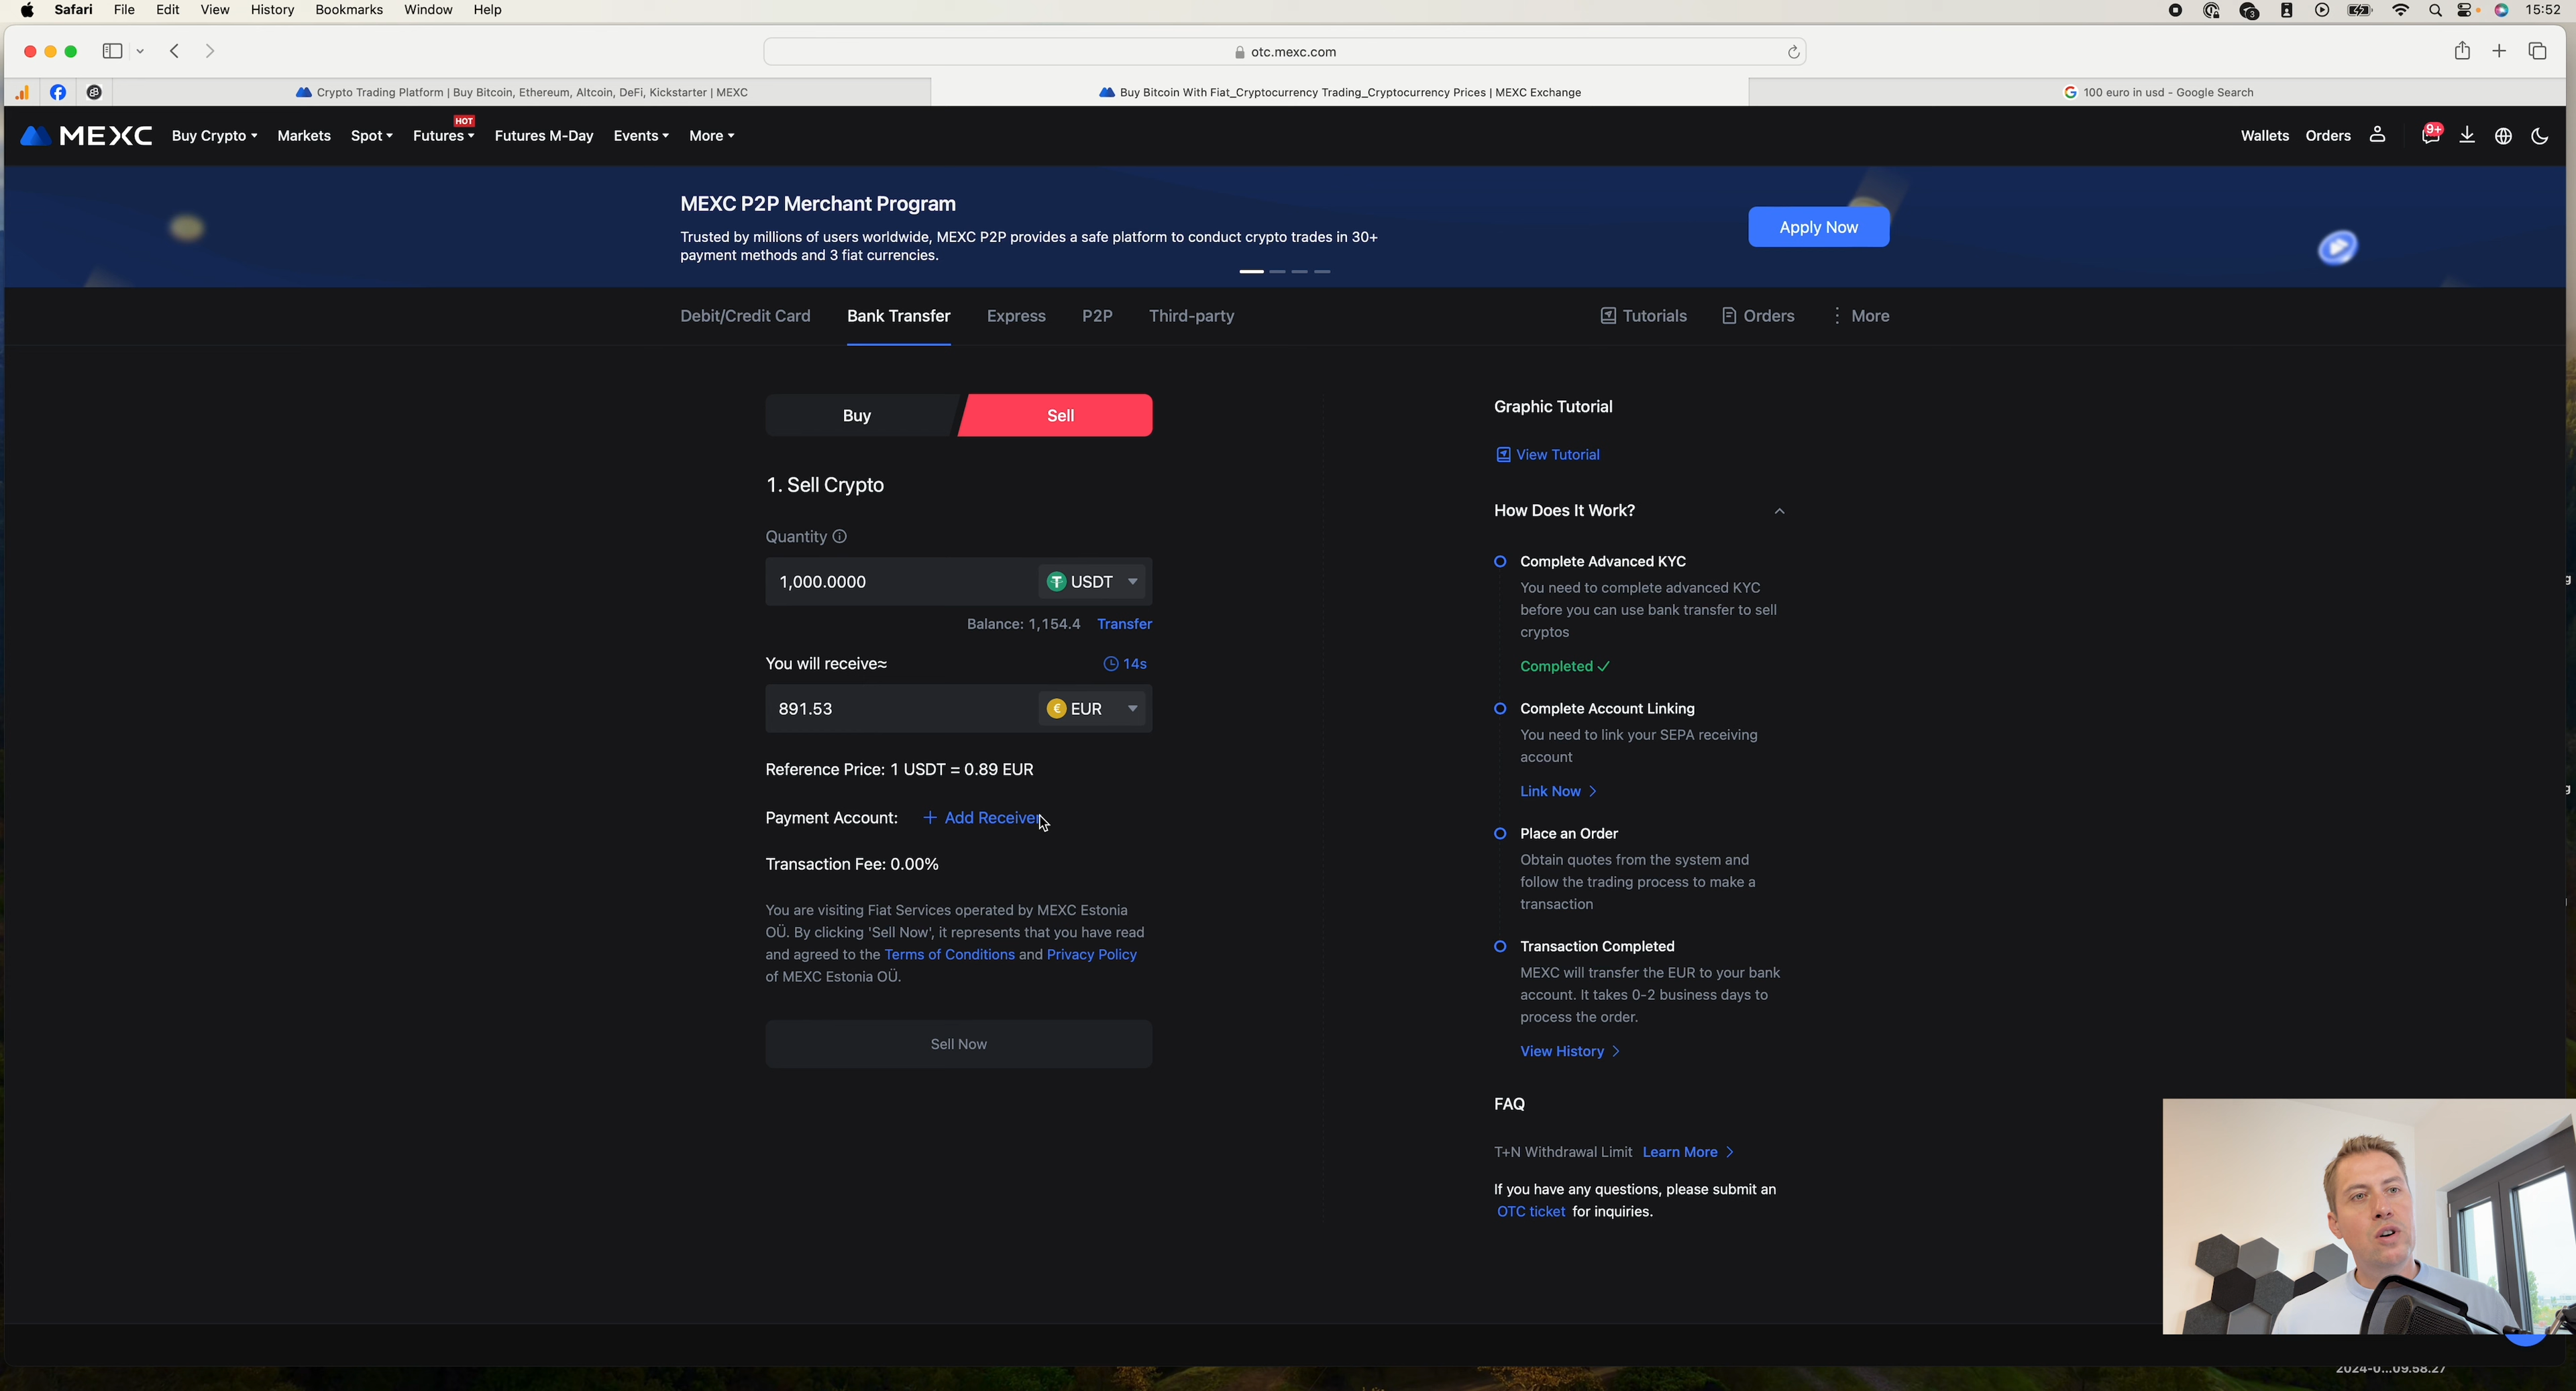 Safari File Edit View History Bookmarks Window Help 3 15:52
otc.mexc.com
Crypto Trading Platform | Buy Bitcoin, Ethereum, Altcoin, DeFi, Kickstarter | MEXC
Buy Bitcoin With Fiat_Cryptocurrency Trading_Cryptocurrency Prices | MEXC Exchange
100 euro in usd - Google Search
MEXC Buy Crypto Markets Spot Futures HOT Futures M-Day Events More Wallets Orders 9+
MEXC P2P Merchant Program
Trusted by millions of users worldwide, MEXC P2P provides a safe platform to conduct crypto trades in 30+
payment methods and 3 fiat currencies.
Apply Now
Debit/Credit Card Bank Transfer Express P2P Third-party Tutorials Orders More
Buy Sell
1. Sell Crypto
Quantity
1,000.0000 USDT
Balance: 1,154.4 Transfer
You will receive≈ 14s
891.53 EUR
Reference Price: 1 USDT = 0.89 EUR
Payment Account: + Add Receiver
Transaction Fee: 0.00%
You are visiting Fiat Services operated by MEXC Estonia
OÜ. By clicking 'Sell Now', it represents that you have read
and agreed to the Terms of Conditions and Privacy Policy
of MEXC Estonia OÜ.
Sell Now
Graphic Tutorial
View Tutorial
How Does It Work?
Complete Advanced KYC
You need to complete advanced KYC
before you can use bank transfer to sell
cryptos
Completed ✓
Complete Account Linking
You need to link your SEPA receiving
account
Link Now >
Place an Order
Obtain quotes from the system and
follow the trading process to make a
transaction
Transaction Completed
MEXC will transfer the EUR to your bank
account. It takes 0-2 business days to
process the order.
View History >
FAQ
T+N Withdrawal Limit Learn More >
If you have any questions, please submit an
OTC ticket for inquiries.
2024-0...09.58.27